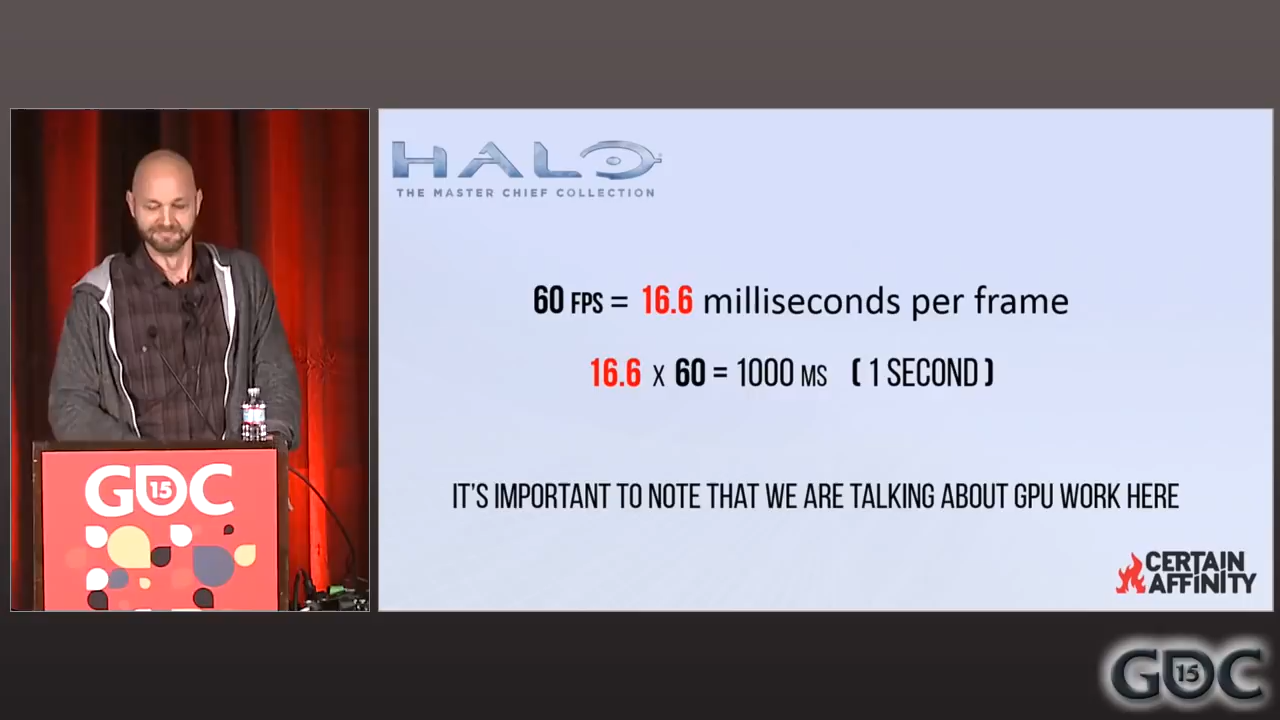 HALO
THE MASTER CHIEF COLLECTION
60 FPS = 16.6 milliseconds per frame
16.6 X 60 = 1000 MS ( 1 SECOND )
IT'S IMPORTANT TO NOTE THAT WE ARE TALKING ABOUT GPU WORK HERE
CERTAIN
AFFINITY
GDC 15
GDC 15